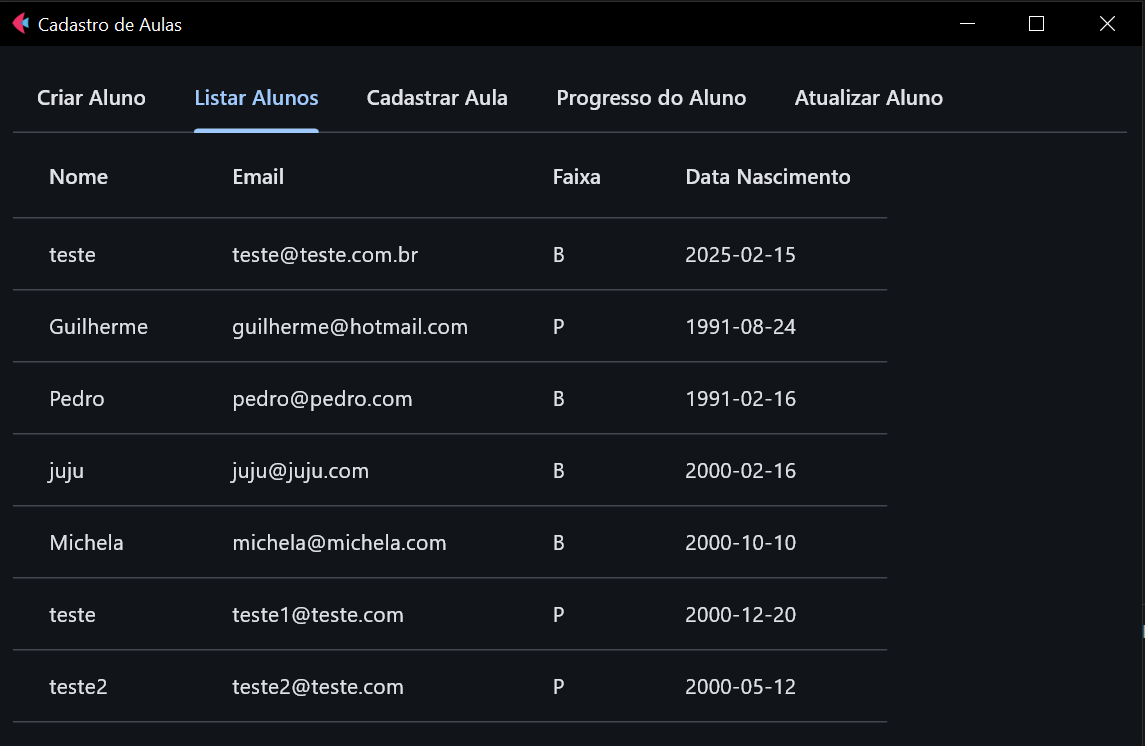 Cadastro de Aulas
Criar Aluno Listar Alunos Cadastrar Aula Progresso do Aluno Atualizar Aluno
Nome Email Faixa Data Nascimento
teste teste@teste.com.br B 2025-02-15
Guilherme guilherme@hotmail.com P 1991-08-24
Pedro pedro@pedro.com B 1991-02-16
juju juju@juju.com B 2000-02-16
Michela michela@michela.com B 2000-10-10
teste teste1@teste.com P 2000-12-20
teste2 teste2@teste.com P 2000-05-12